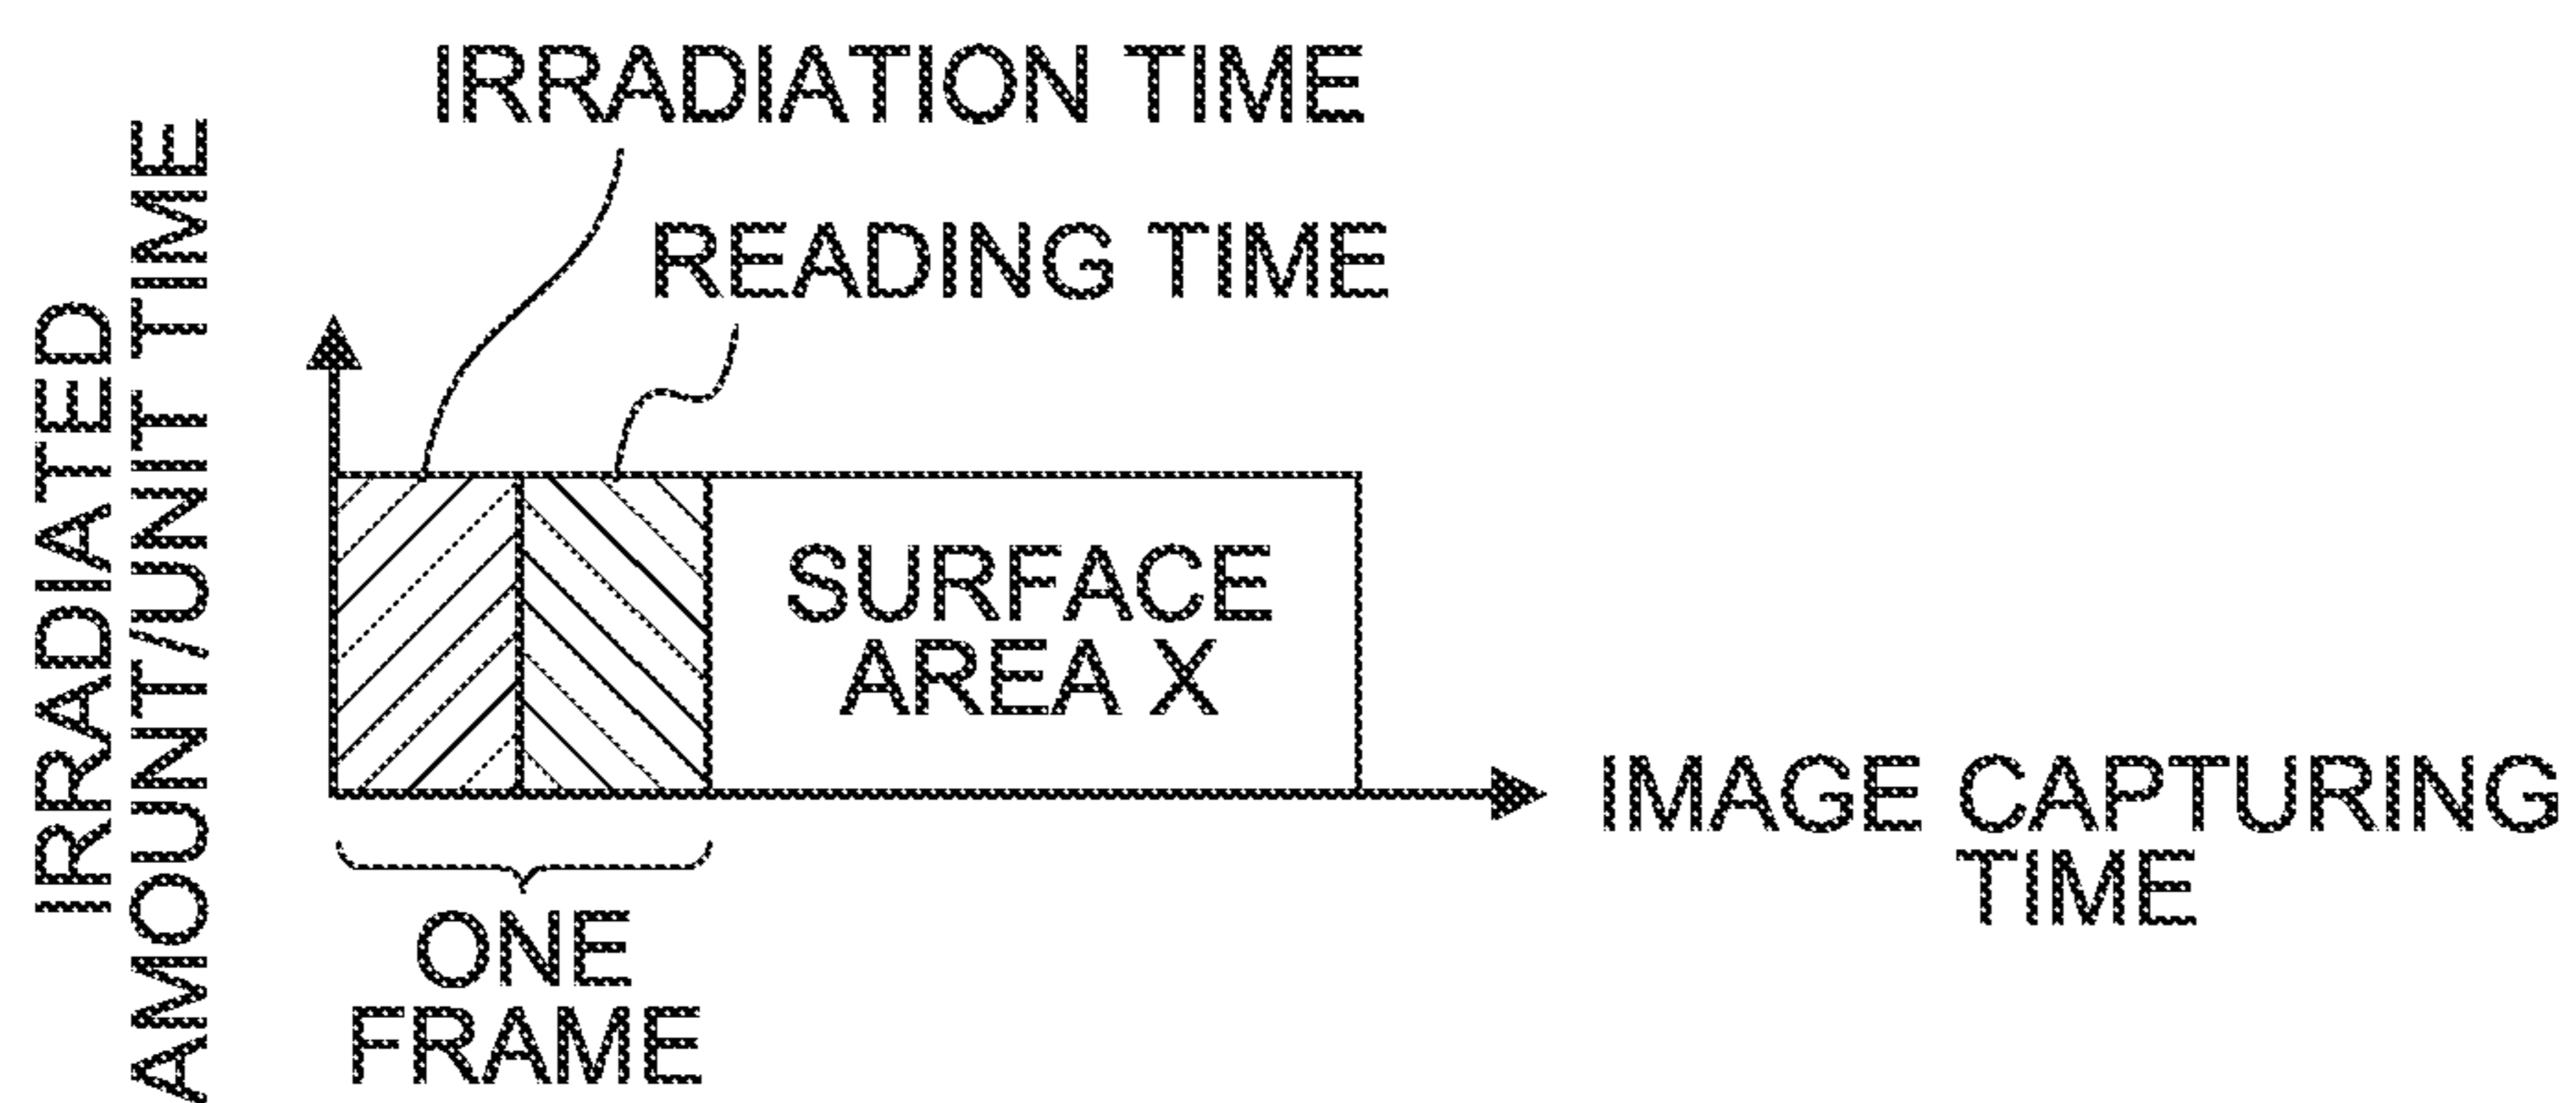 IRRADIATION TIME
READING TIME
IRRADIATED
AMOUNT/UNIT TIME
SURFACE
AREA X
IMAGE CAPTURING
TIME
ONE
FRAME